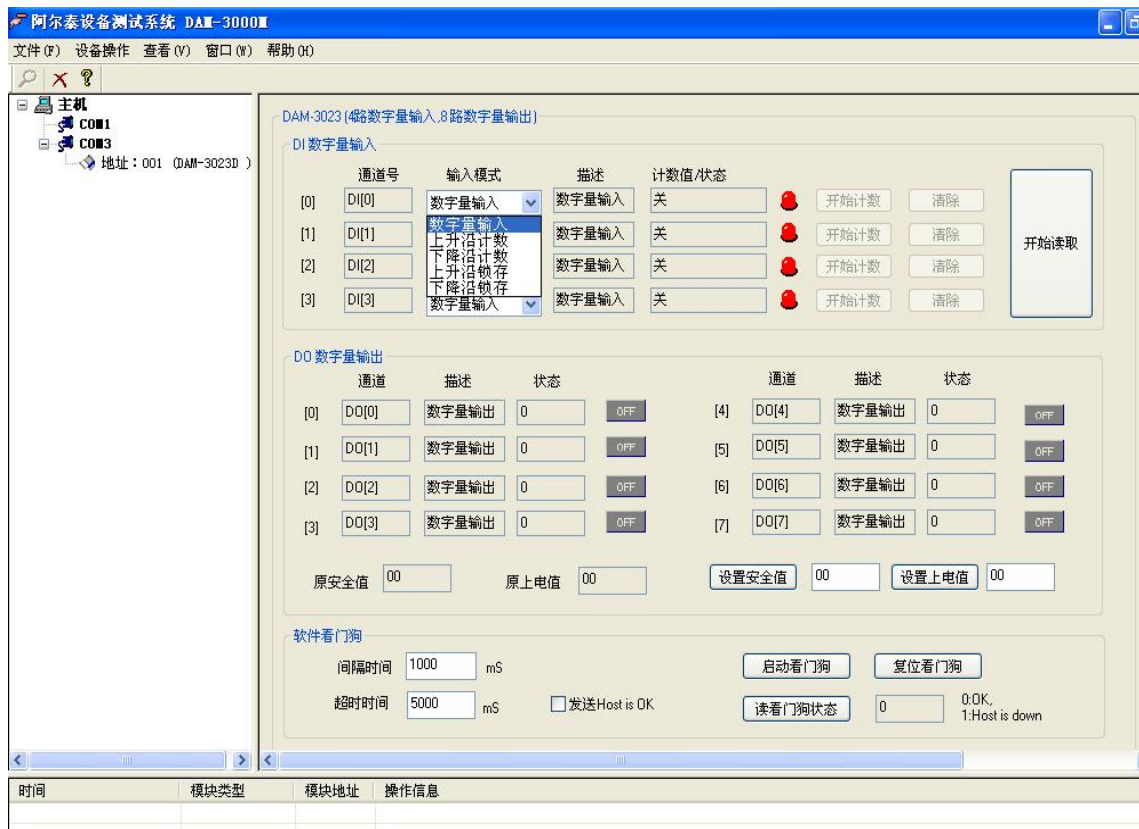 阿尔泰设备测试系统 DAM-3000M
文件(F) 设备操作 查看(V) 窗口(W) 帮助(H)
主机
COM1
COM3
地址：001 (DAM-3023D )
DAM-3023(4路数字量输入,8路数字量输出)
DI 数字量输入
通道号 输入模式 描述 计数值/状态
[0] DI[0] 数字量输入 数字量输入 关 开始计数 清除
数字量输入
上升沿计数
下降沿计数
上升沿锁存
下降沿锁存
[1] DI[1] 数字量输入 关 开始计数 清除
[2] DI[2] 数字量输入 关 开始计数 清除
[3] DI[3] 数字量输入 数字量输入 关 开始计数 清除
开始读取
DO 数字量输出
通道 描述 状态 通道 描述 状态
[0] DO[0] 数字量输出 0 OFF [4] DO[4] 数字量输出 0 OFF
[1] DO[1] 数字量输出 0 OFF [5] DO[5] 数字量输出 0 OFF
[2] DO[2] 数字量输出 0 OFF [6] DO[6] 数字量输出 0 OFF
[3] DO[3] 数字量输出 0 OFF [7] DO[7] 数字量输出 0 OFF
原安全值 00 原上电值 00 设置安全值 00 设置上电值 00
软件看门狗
间隔时间 1000 mS 启动看门狗 复位看门狗
超时时间 5000 mS 发送Host is OK 读看门狗状态 0 0:OK,
1:Host is down
时间 模块类型 模块地址 操作信息